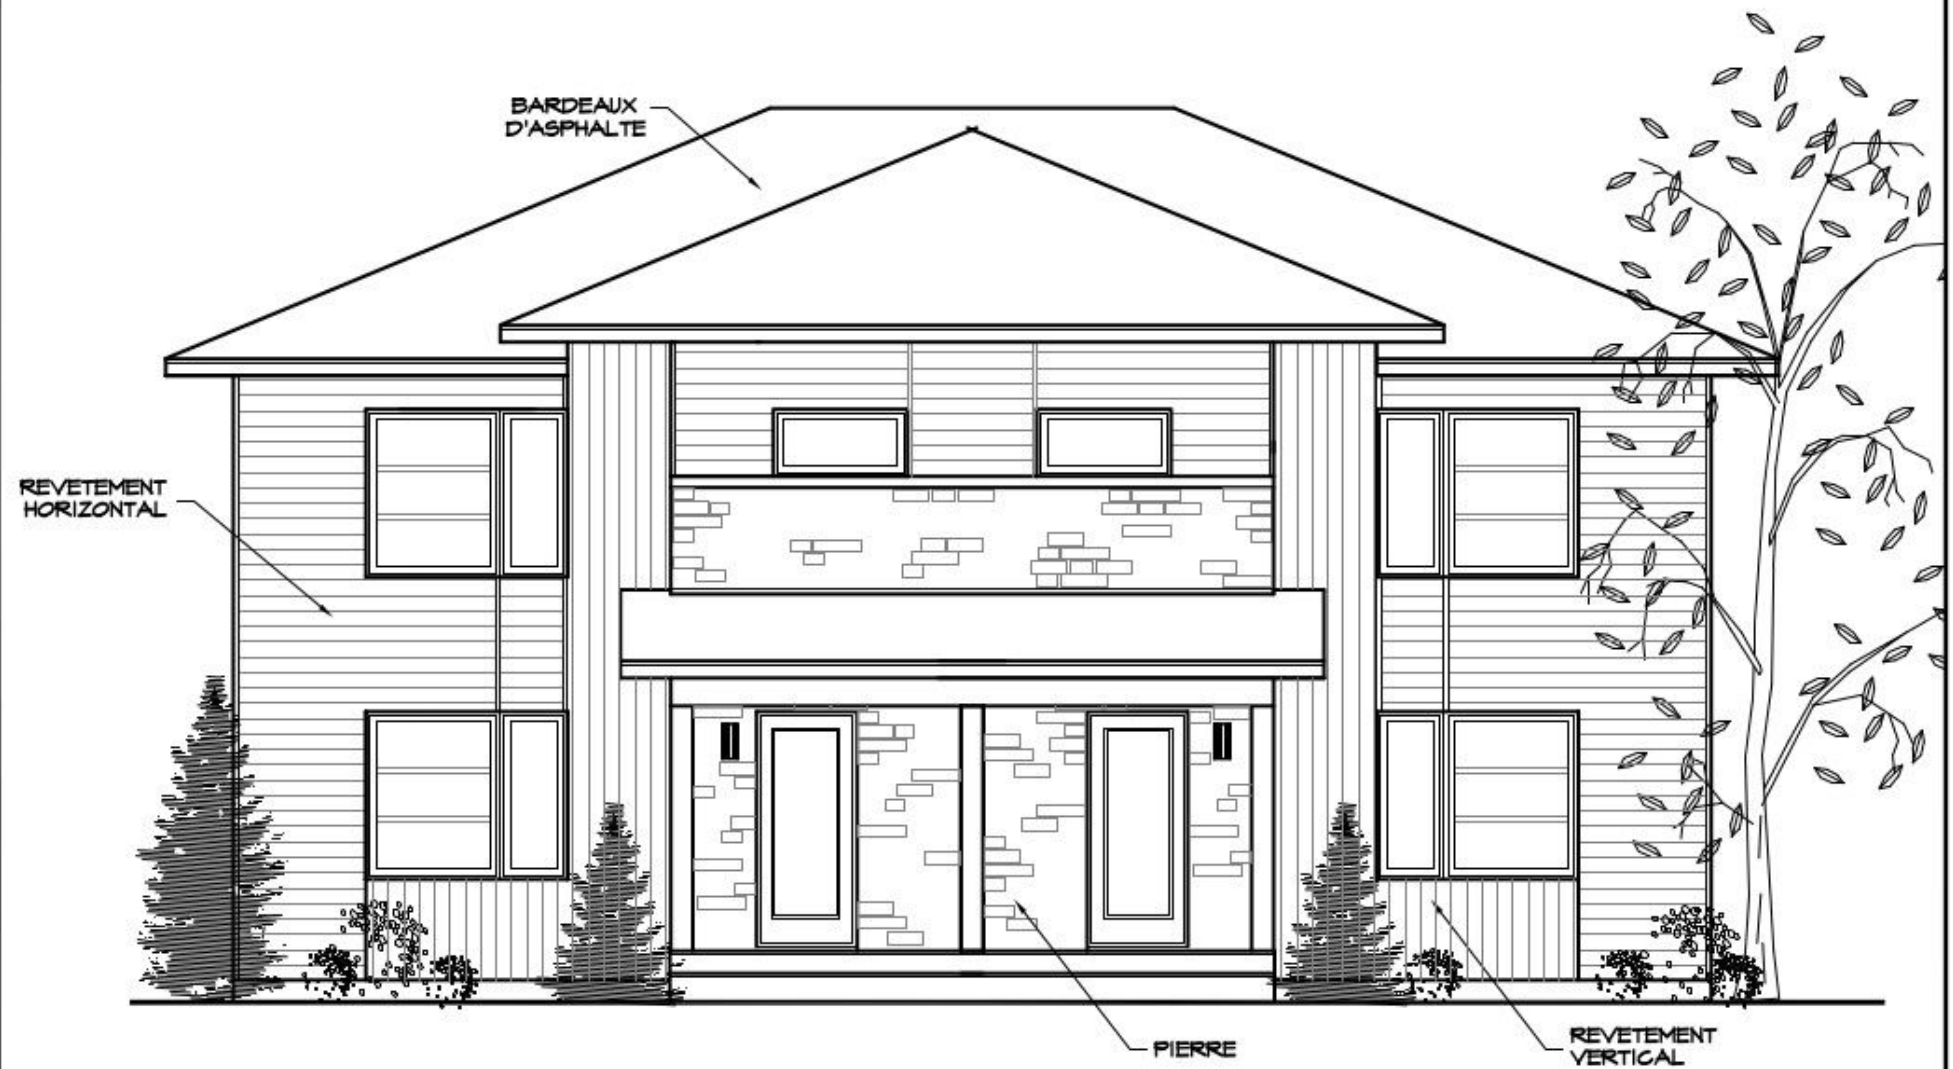 BARDEAUX
D'ASPHALTE
REVETEMENT
HORIZONTAL
PIERRE
REVETEMENT
VERTICAL